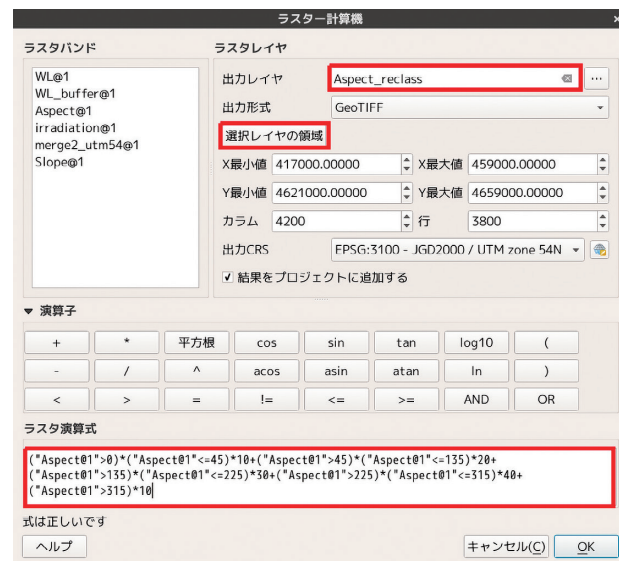 ラスター計算機
ラスタバンド
WL@1
WL_buffer@1
Aspect@1
irradiation@1
merge2_utm54@1
Slope@1
ラスタレイヤ
出力レイヤ Aspect_reclass ...
出力形式 GeoTIFF
選択レイヤの領域
X最小値 417000.00000 X最大値 459000.00000
Y最小値 4621000.00000 Y最大値 4659000.00000
カラム 4200 行 3800
出力CRS EPSG:3100 - JGD2000 / UTM zone 54N
結果をプロジェクトに追加する
▼ 演算子
+ * 平方根 cos sin tan log10 (
- / ^ acos asin atan ln )
< > = != <= >= AND OR
ラスタ演算式
("Aspect@1">0)*("Aspect@1"<=45)*10+("Aspect@1">45)*("Aspect@1"<=135)*20+
("Aspect@1">135)*("Aspect@1"<=225)*30+("Aspect@1">225)*("Aspect@1"<=315)*40+
("Aspect@1">315)*10
式は正しいです
ヘルプ キャンセル(C) OK